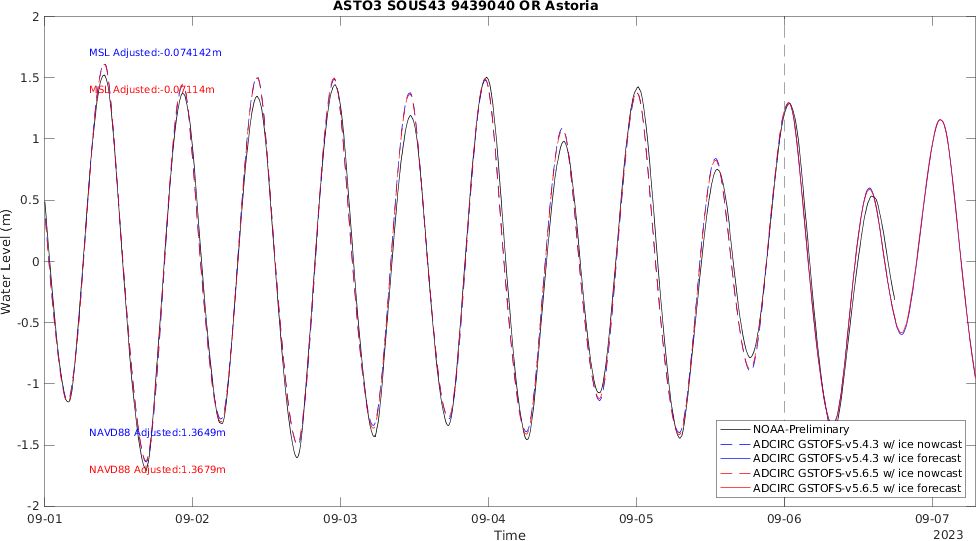 ASTO3 SOUS43 9439040 OR Astoria
2
1.5
1
0.5
0
-0.5
-1
-1.5
-2
Water Level (m)
MSL Adjusted:-0.074142m
MSL Adjusted:-0.07114m
NAVD88 Adjusted:1.3649m
NAVD88 Adjusted:1.3679m
NOAA-Preliminary
ADCIRC GSTOFS-v5.4.3 w/ ice nowcast
ADCIRC GSTOFS-v5.4.3 w/ ice forecast
ADCIRC GSTOFS-v5.6.5 w/ ice nowcast
ADCIRC GSTOFS-v5.6.5 w/ ice forecast
09-01 09-02 09-03 09-04 09-05 09-06 09-07
Time
2023